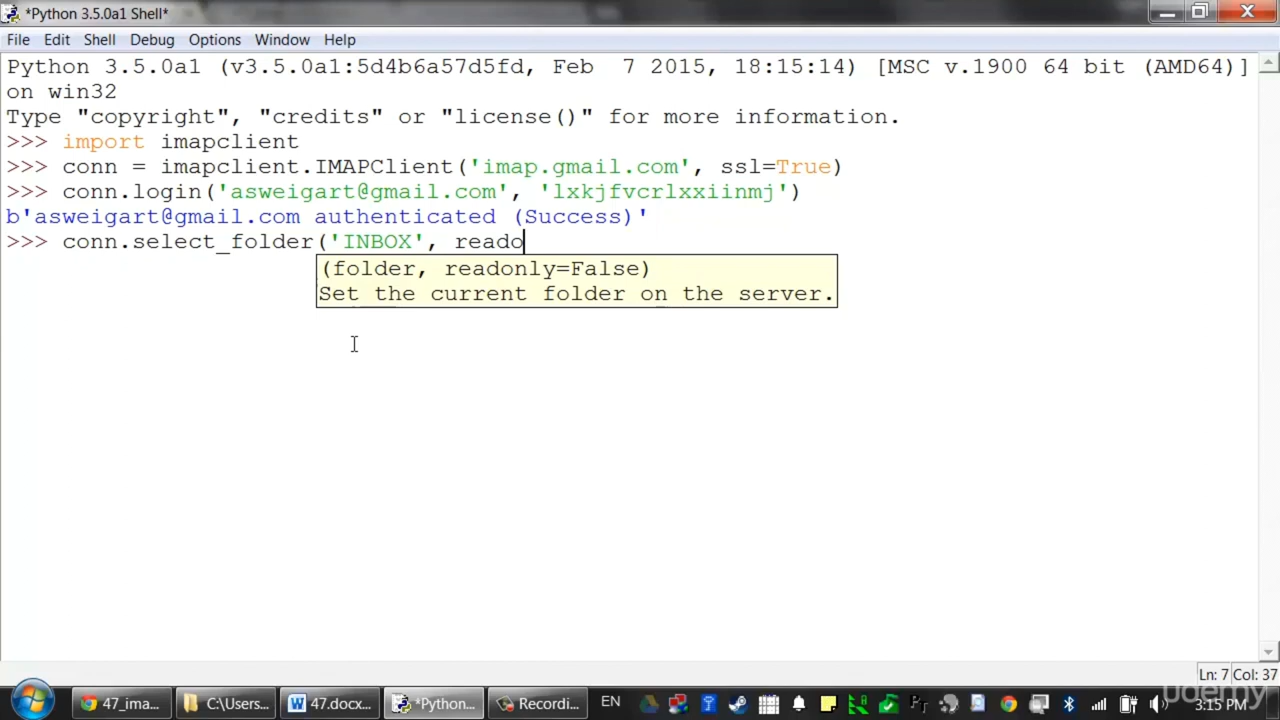 *Python 3.5.0a1 Shell*
File Edit Shell Debug Options Window Help
Python 3.5.0a1 (v3.5.0a1:5d4b6a57d5fd, Feb  7 2015, 18:15:14) [MSC v.1900 64 bit (AMD64)]
on win32
Type "copyright", "credits" or "license()" for more information.
>>> import imapclient
>>> conn = imapclient.IMAPClient('imap.gmail.com', ssl=True)
>>> conn.login('asweigart@gmail.com', 'lxkjfvcrlxxiinmj')
b'asweigart@gmail.com authenticated (Success)'
>>> conn.select_folder('INBOX', reado
(folder, readonly=False)
Set the current folder on the server.
Ln: 7 Col: 37
47_ima... C:\Users... 47.docx... *Python... Recordi... EN 3:15 PM
udemy